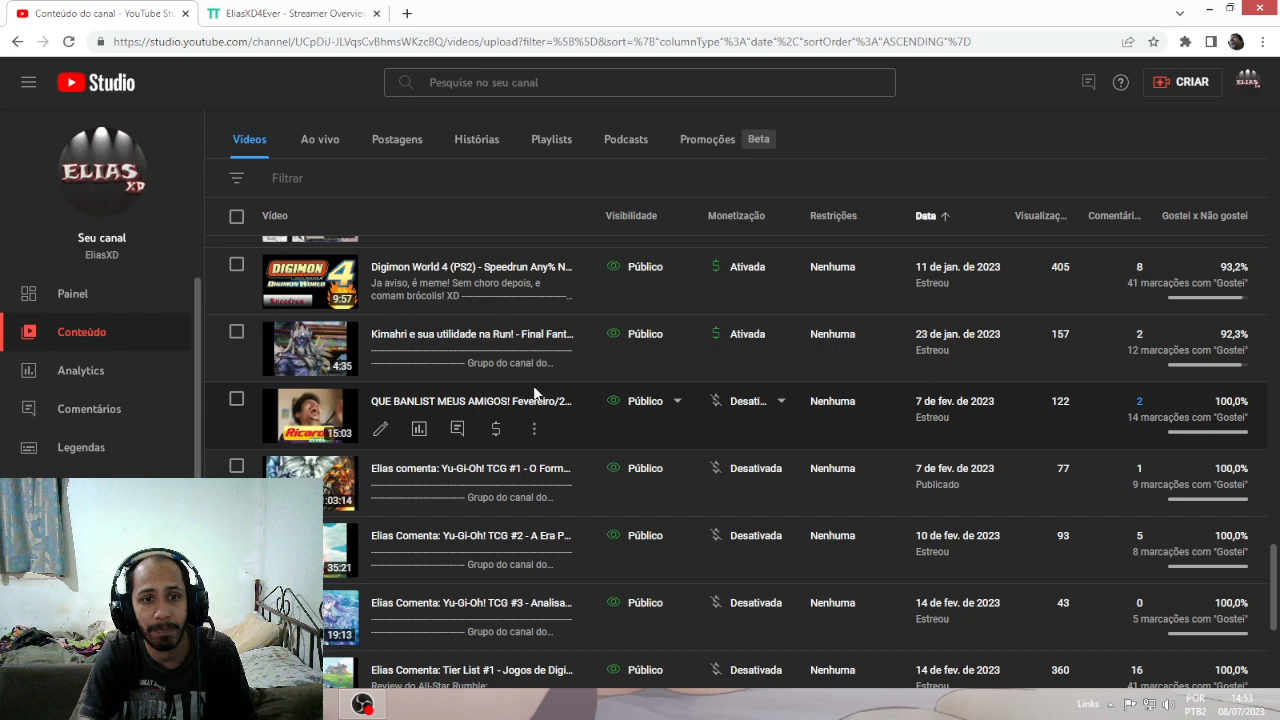 Conteúdo do canal - YouTube Stu
EliasXD4Ever - Streamer Overview
https://studio.youtube.com/channel/UCpDiJ-JLVqsCvBhmsWKzcBQ/videos/upload?filter=%5B%5D&sort=%7B"columnType"%3A"date"%2C"sortOrder"%3A"ASCENDING"%7D
Studio
Pesquise no seu canal
CRIAR
ELIAS XD
Seu canal
EliasXD
Painel
Conteúdo
Analytics
Comentários
Legendas
Vídeos Ao vivo Postagens Histórias Playlists Podcasts Promoções Beta
Filtrar
Vídeo Visibilidade Monetização Restrições Data Visualizaç... Comentári... Gostei x Não gostei
DIGIMON 4
DIGIMON WORLD
9:57
Digimon World 4 (PS2) - Speedrun Any% N... Público Ativada Nenhuma 11 de jan. de 2023 405 8 93,2%
Ja aviso, é meme! Sem choro depois, e Estreou 41 marcações com "Gostei"
comam brócolis! XD
4:35
Kimahri e sua utilidade na Run! - Final Fant... Público Ativada Nenhuma 23 de jan. de 2023 157 2 92,3%
Estreou 12 marcações com "Gostei"
Grupo do canal do...
Ricardo
15:03
QUE BANLIST MEUS AMIGOS! Fevereiro/2... Público Desati... Nenhuma 7 de fev. de 2023 122 2 100,0%
Estreou 14 marcações com "Gostei"
:03:14
Elias comenta: Yu-Gi-Oh! TCG #1 - O Form... Público Desativada Nenhuma 7 de fev. de 2023 77 1 100,0%
Publicado 9 marcações com "Gostei"
Grupo do canal do...
35:21
Elias Comenta: Yu-Gi-Oh! TCG #2 - A Era P... Público Desativada Nenhuma 10 de fev. de 2023 93 5 100,0%
Estreou 8 marcações com "Gostei"
Grupo do canal do...
19:13
Elias Comenta: Yu-Gi-Oh! TCG #3 - Analisa... Público Desativada Nenhuma 14 de fev. de 2023 43 0 100,0%
Estreou 5 marcações com "Gostei"
Grupo do canal do...
Elias Comenta: Tier List #1 - Jogos de Digi... Público Desativada Nenhuma 14 de fev. de 2023 360 16 100,0%
Review do All-Star Rumble: Estreou 41 marcações com "Gostei"
Links
POR
PTB2
14:53
08/07/2023